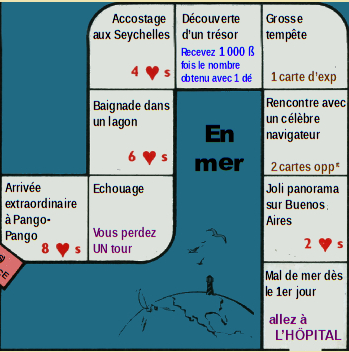 Accostage
aux Seychelles
4 ♥ s
Découverte
d'un trésor
Recevez 1 000 ß
fois le nombre
obtenu avec 1 dé
Grosse
tempête
1 carte d'exp
Baignade dans
un lagon
6 ♥ s
En
mer
Rencontre avec
un célèbre
navigateur
2 cartes oppᵗ
Arrivée
extraordinaire
à Pango-
Pango
8 ♥ s
Echouage
Vous perdez
UN tour
Joli panorama
sur Buenos
Aires
2 ♥ s
Mal de mer dès
le 1er jour
allez à
L'HÔPITAL